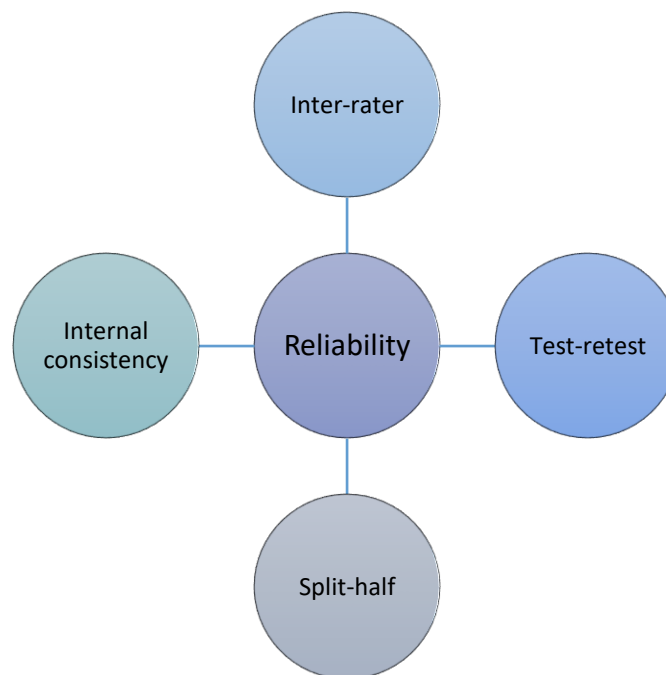 Inter-rater
Internal
consistency
Reliability
Test-retest
Split-half